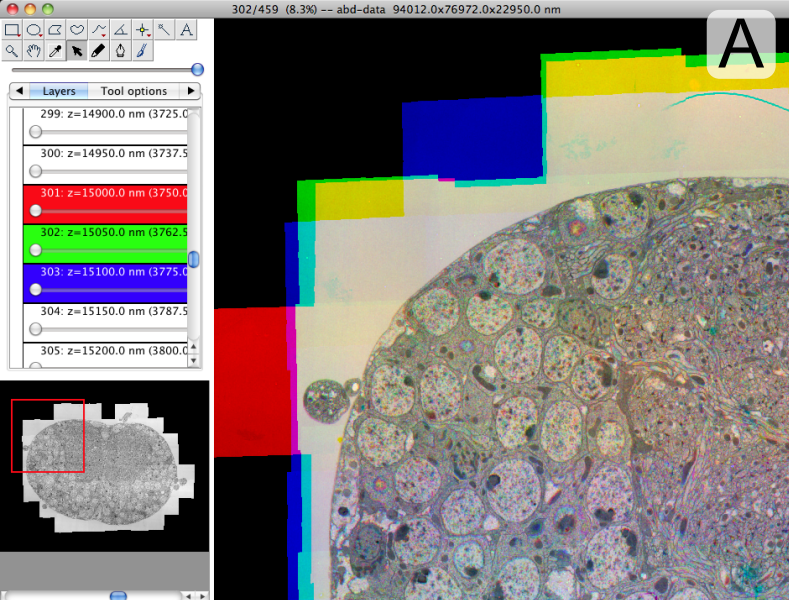 302/459 (8.3%) -- abd-data 94012.0x76972.0x22950.0 nm
A
A
Layers
Tool options
299: z=14900.0 nm (3725.0
300: z=14950.0 nm (3737.5
301: z=15000.0 nm (3750.0
302: z=15050.0 nm (3762.5
303: z=15100.0 nm (3775.0
304: z=15150.0 nm (3787.5
305: z=15200.0 nm (3800.0